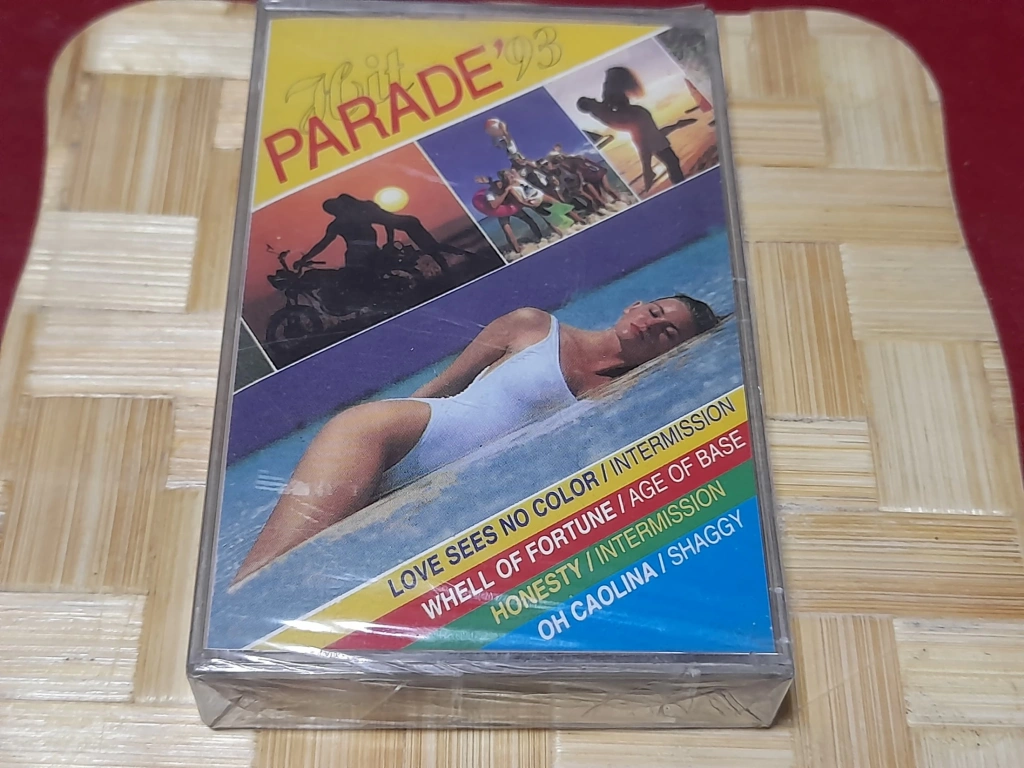 Hit
PARADE'93
LOVE SEES NO COLOR / INTERMISSION
WHELL OF FORTUNE / AGE OF BASE
HONESTY / INTERMISSION
OH CAOLINA / SHAGGY